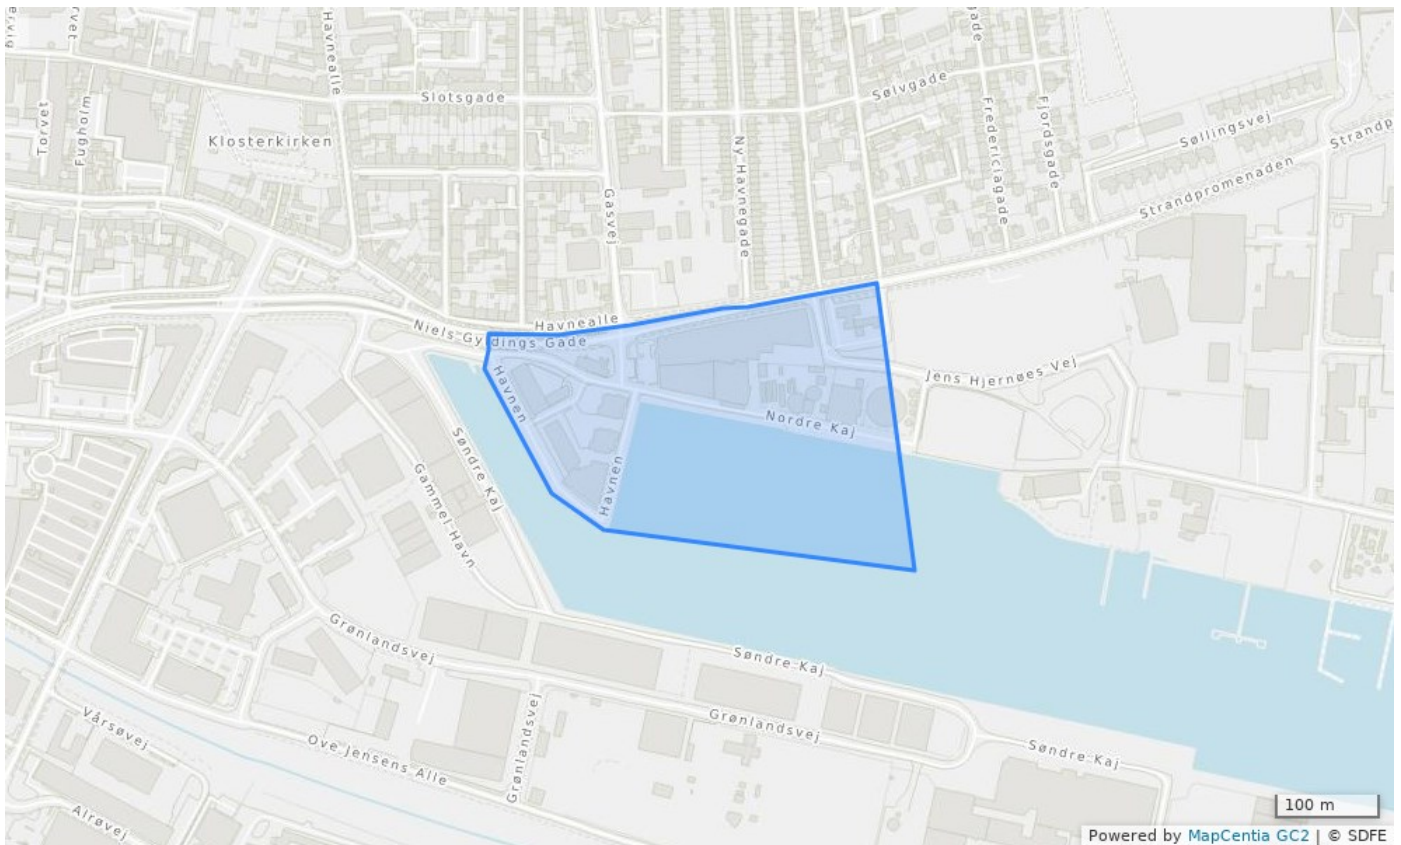 Havnealle
gade
Torvet
Fugholm
Slotsgade
Sølvgade
Klosterkirken
Ny Havnegade
Fredericiagade
Fjordsgade
Søllingsvej
Strandpromenaden
Gasvej
Havnealle
Niels Gyldings Gade
Havnen
Jens Hjernøes Vej
Nordre Kaj
Søndre Kaj
Gammel Havn
Havnen
Grønlandsvej
Søndre Kaj
Grønlandsvej
Søndre Kaj
Vårsøvej
Ove Jensens Alle
Grønlandsvej
Alrøvej
100 m
Powered by MapCentia GC2 | © SDFE